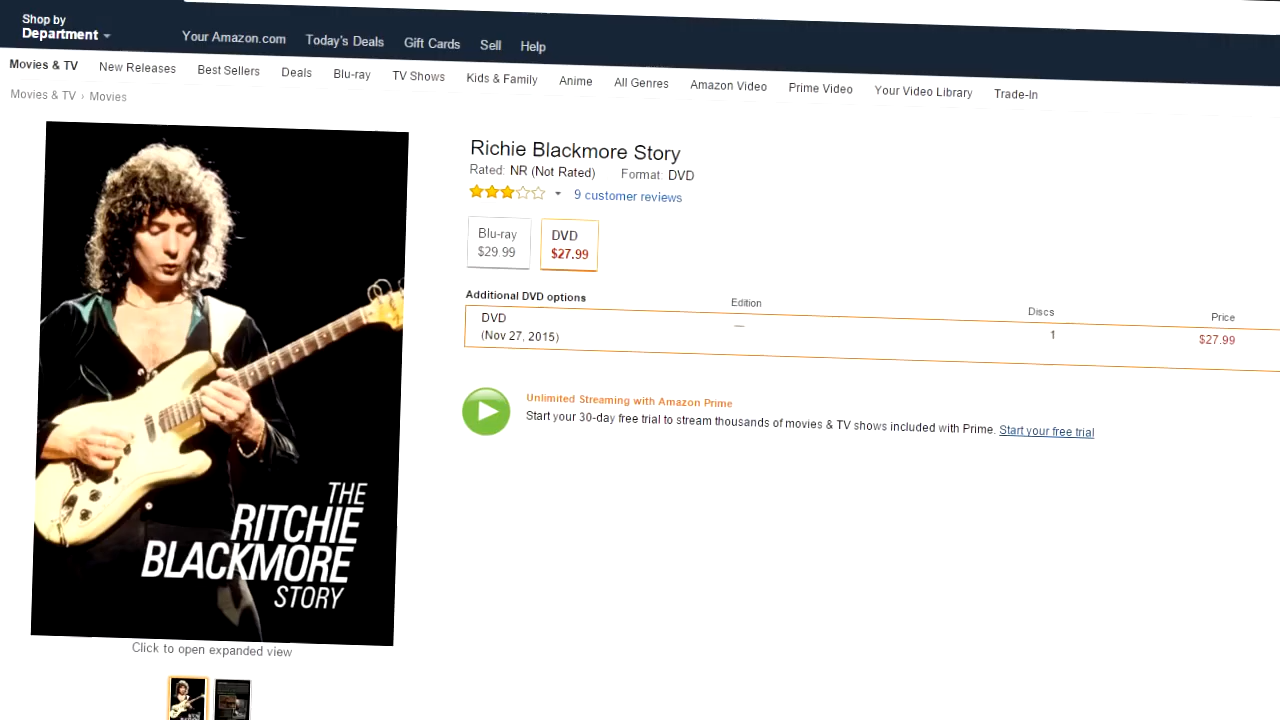 Shop by
Department
Your Amazon.com Today's Deals Gift Cards Sell Help
Movies & TV New Releases Best Sellers Deals Blu-ray TV Shows Kids & Family Anime All Genres Amazon Video Prime Video Your Video Library Trade-In
Movies & TV › Movies
Richie Blackmore Story
Rated: NR (Not Rated) Format: DVD
9 customer reviews
Blu-ray
$29.99
DVD
$27.99
Additional DVD options Edition Discs Price
DVD — 1 $27.99
(Nov 27, 2015)
Unlimited Streaming with Amazon Prime
Start your 30-day free trial to stream thousands of movies & TV shows included with Prime. Start your free trial
THE
RITCHIE
BLACKMORE
STORY
Click to open expanded view